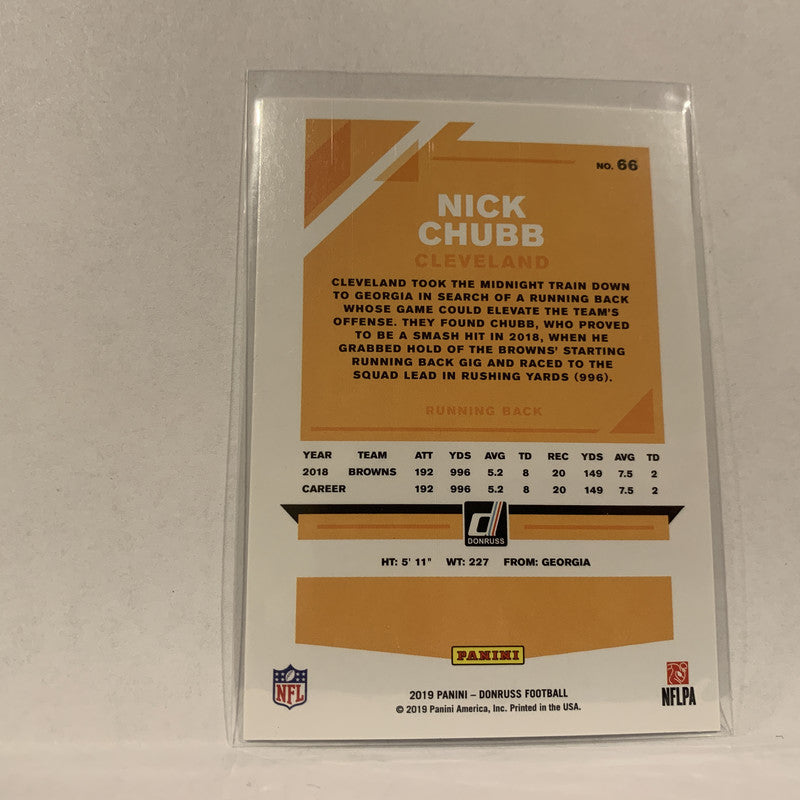 NO. 66
NICK
CHUBB
CLEVELAND
CLEVELAND TOOK THE MIDNIGHT TRAIN DOWN
TO GEORGIA IN SEARCH OF A RUNNING BACK
WHOSE GAME COULD ELEVATE THE TEAM'S
OFFENSE. THEY FOUND CHUBB, WHO PROVED
TO BE A SMASH HIT IN 2018, WHEN HE
GRABBED HOLD OF THE BROWNS' STARTING
RUNNING BACK GIG AND RACED TO THE
SQUAD LEAD IN RUSHING YARDS (996).
RUNNING BACK
YEAR TEAM ATT YDS AVG TD REC YDS AVG TD
2018 BROWNS 192 996 5.2 8 20 149 7.5 2
CAREER 192 996 5.2 8 20 149 7.5 2
d
DONRUSS
HT: 5' 11" WT: 227 FROM: GEORGIA
PANINI
NFL
2019 PANINI – DONRUSS FOOTBALL
© 2019 Panini America, Inc. Printed in the USA.
NFLPA